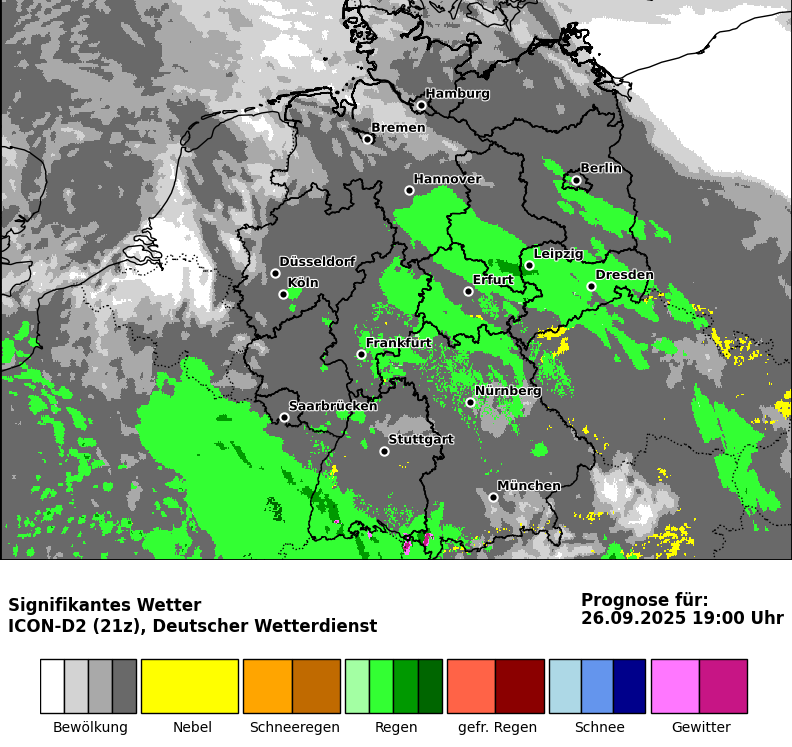 Hamburg
Bremen
Berlin
Hannover
Leipzig
Düsseldorf
Dresden
Köln
Erfurt
Frankfurt
Nürnberg
Saarbrücken
Stuttgart
München
Signifikantes Wetter
ICON-D2 (21z), Deutscher Wetterdienst
Prognose für:
26.09.2025 19:00 Uhr
Bewölkung Nebel Schneeregen Regen gefr. Regen Schnee Gewitter